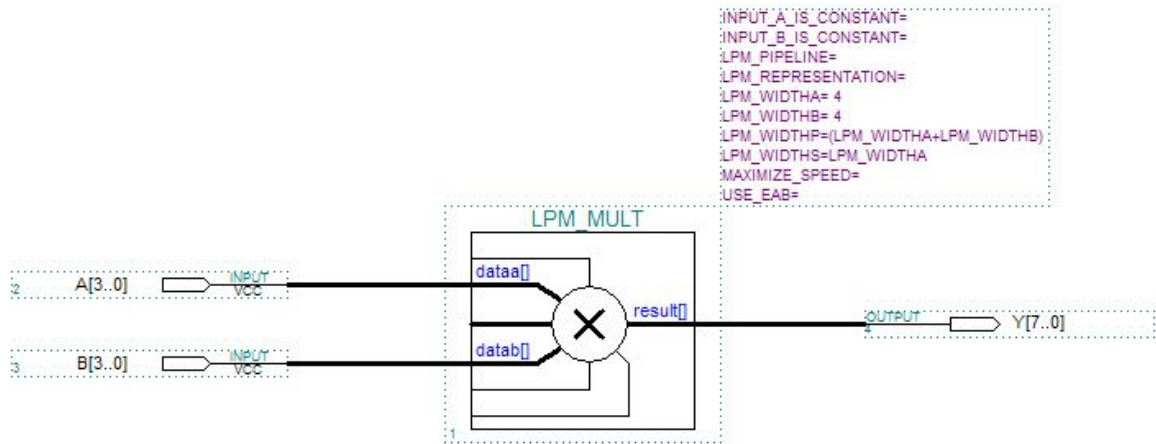 INPUT_A_IS_CONSTANT=
INPUT_B_IS_CONSTANT=
LPM_PIPELINE=
LPM_REPRESENTATION=
LPM_WIDTHA= 4
LPM_WIDTHB= 4
LPM_WIDTHP=(LPM_WIDTHA+LPM_WIDTHB)
LPM_WIDTHS=LPM_WIDTHA
MAXIMIZE_SPEED=
USE_EAB=
LPM_MULT
2 A[3..0] INPUT
VCC
dataa[]
result[]
OUTPUT Y[7..0]
4
3 B[3..0] INPUT
VCC
datab[]
1